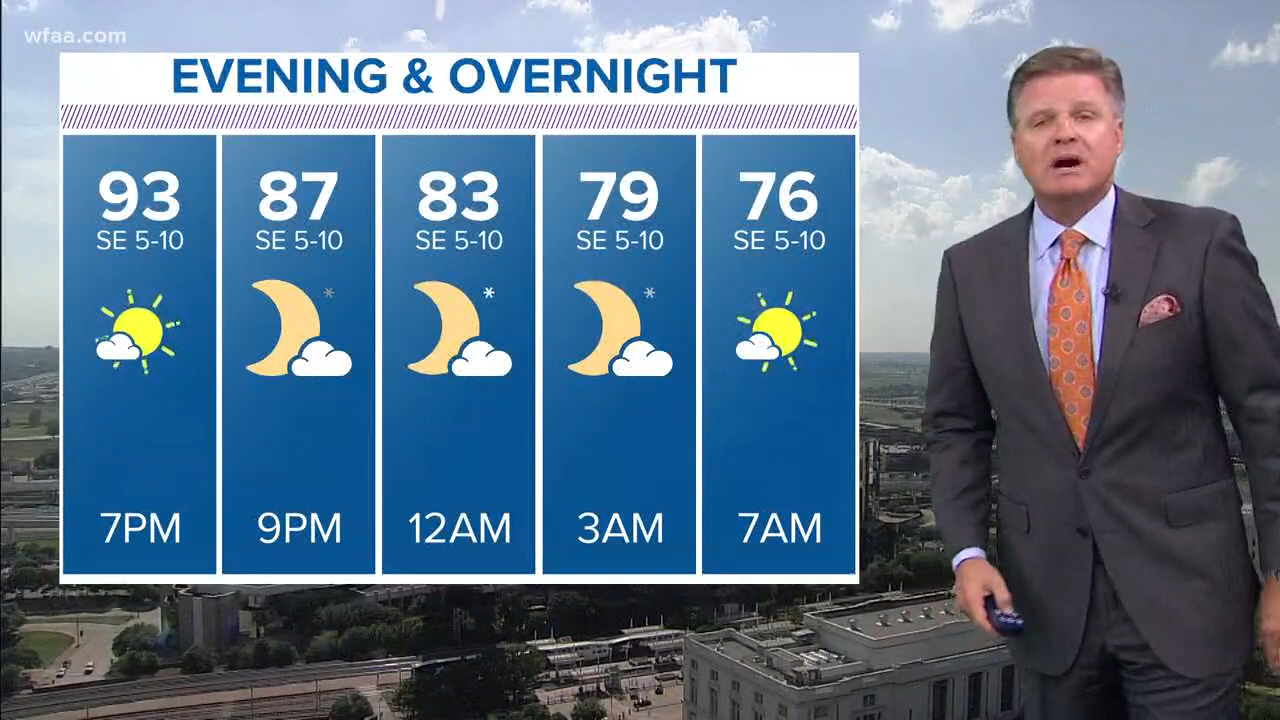 wfaa.com
EVENING & OVERNIGHT
93
SE 5-10
7PM
87
SE 5-10
9PM
83
SE 5-10
12AM
79
SE 5-10
3AM
76
SE 5-10
7AM